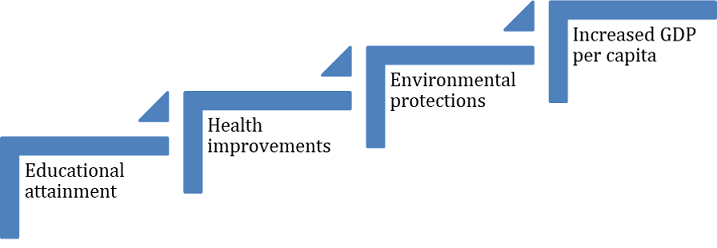 Educational
attainment
Health
improvements
Environmental
protections
Increased GDP
per capita